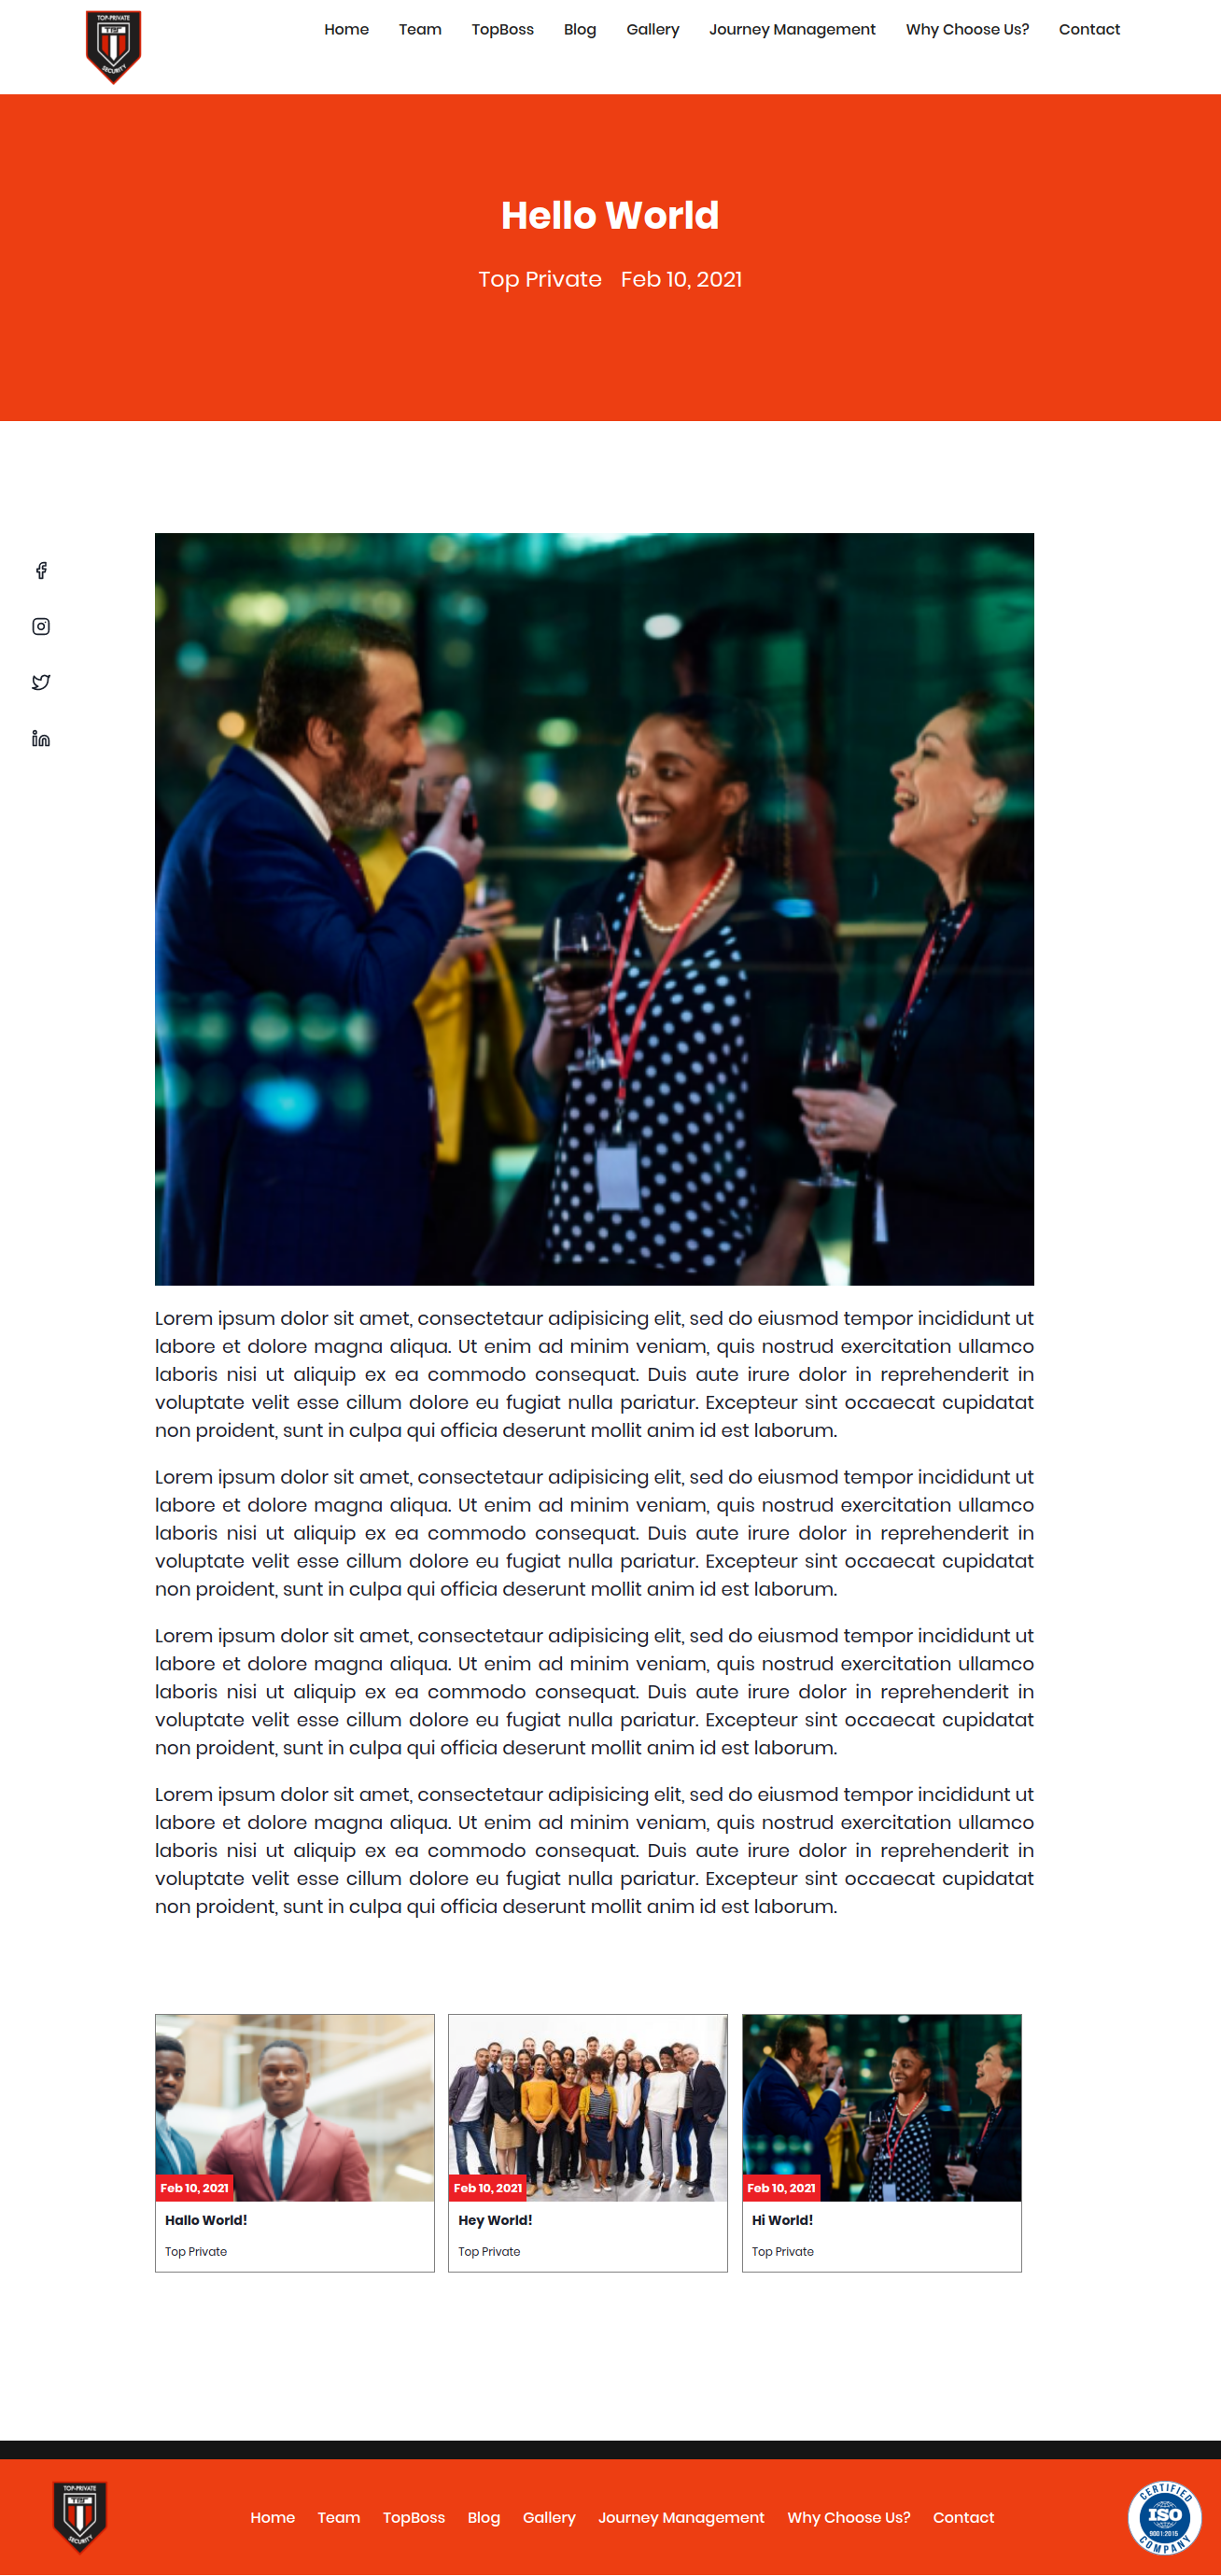 TOP-PRIVATE
TPS
SECURITY
Home Team TopBoss Blog Gallery Journey Management Why Choose Us? Contact
Hello World
Top Private Feb 10, 2021
Lorem ipsum dolor sit amet, consectetaur adipisicing elit, sed do eiusmod tempor incididunt ut
labore et dolore magna aliqua. Ut enim ad minim veniam, quis nostrud exercitation ullamco
laboris nisi ut aliquip ex ea commodo consequat. Duis aute irure dolor in reprehenderit in
voluptate velit esse cillum dolore eu fugiat nulla pariatur. Excepteur sint occaecat cupidatat
non proident, sunt in culpa qui officia deserunt mollit anim id est laborum.
Lorem ipsum dolor sit amet, consectetaur adipisicing elit, sed do eiusmod tempor incididunt ut
labore et dolore magna aliqua. Ut enim ad minim veniam, quis nostrud exercitation ullamco
laboris nisi ut aliquip ex ea commodo consequat. Duis aute irure dolor in reprehenderit in
voluptate velit esse cillum dolore eu fugiat nulla pariatur. Excepteur sint occaecat cupidatat
non proident, sunt in culpa qui officia deserunt mollit anim id est laborum.
Lorem ipsum dolor sit amet, consectetaur adipisicing elit, sed do eiusmod tempor incididunt ut
labore et dolore magna aliqua. Ut enim ad minim veniam, quis nostrud exercitation ullamco
laboris nisi ut aliquip ex ea commodo consequat. Duis aute irure dolor in reprehenderit in
voluptate velit esse cillum dolore eu fugiat nulla pariatur. Excepteur sint occaecat cupidatat
non proident, sunt in culpa qui officia deserunt mollit anim id est laborum.
Lorem ipsum dolor sit amet, consectetaur adipisicing elit, sed do eiusmod tempor incididunt ut
labore et dolore magna aliqua. Ut enim ad minim veniam, quis nostrud exercitation ullamco
laboris nisi ut aliquip ex ea commodo consequat. Duis aute irure dolor in reprehenderit in
voluptate velit esse cillum dolore eu fugiat nulla pariatur. Excepteur sint occaecat cupidatat
non proident, sunt in culpa qui officia deserunt mollit anim id est laborum.
Feb 10, 2021
Hallo World!
Top Private
Feb 10, 2021
Hey World!
Top Private
Feb 10, 2021
Hi World!
Top Private
TOP-PRIVATE
TPS
SECURITY
Home Team TopBoss Blog Gallery Journey Management Why Choose Us? Contact
CERTIFIED
ISO
9001:2015
COMPANY